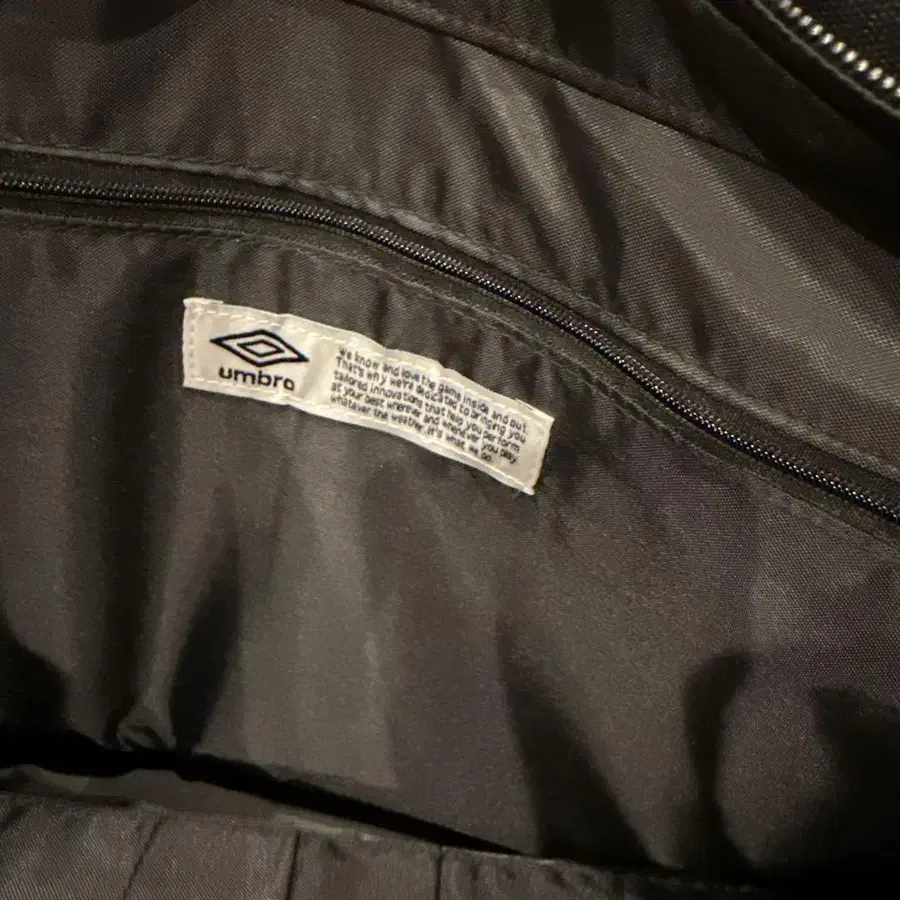 umbro
We know and love the game inside and out.
That's why we're dedicated to bringing you
tailored innovations that help you perform
at your best wherever and whenever you play
whatever the weather. It's what we do.